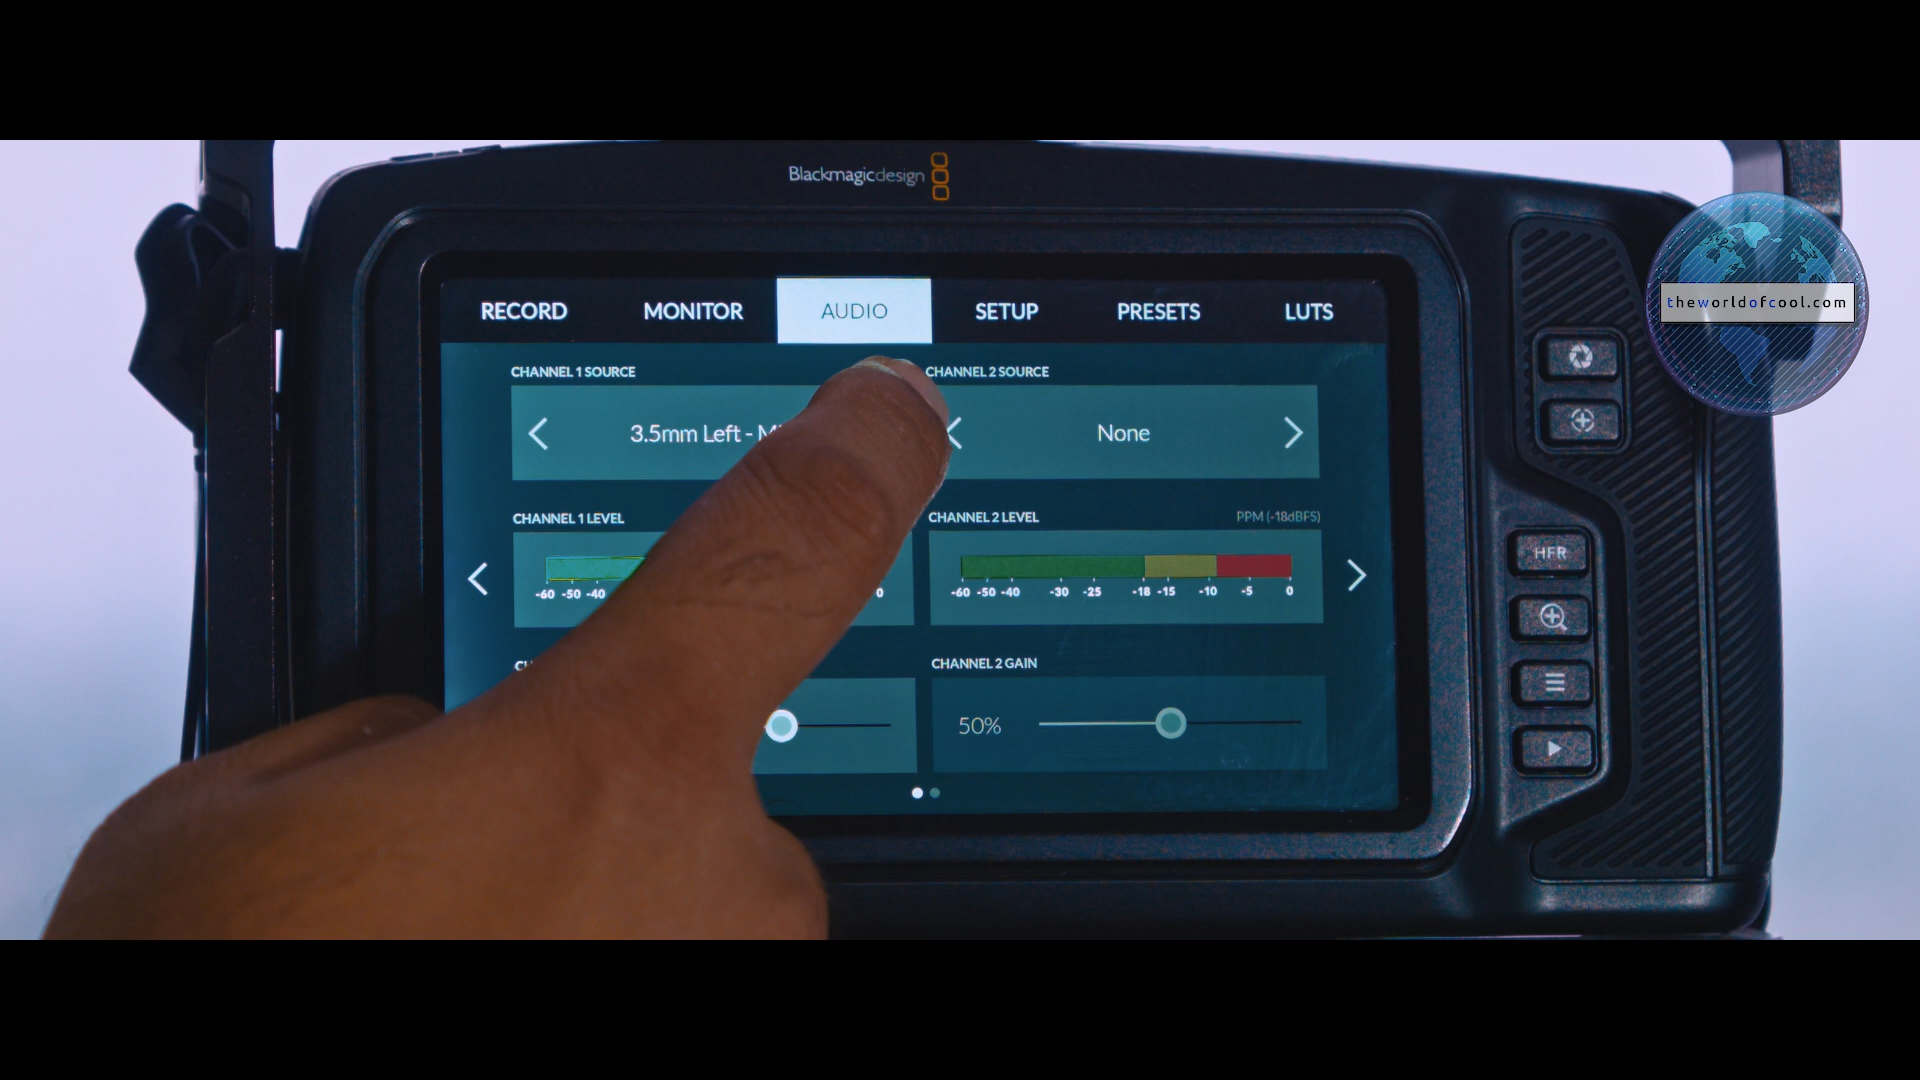 Blackmagicdesign
theworldofcool.com
RECORD MONITOR AUDIO SETUP PRESETS LUTS
CHANNEL 1 SOURCE CHANNEL 2 SOURCE
3.5mm Left - None
CHANNEL 1 LEVEL CHANNEL 2 LEVEL PPM (-18dBFS)
HFR
-60 -50 -40 0 -60 -50 -40 -30 -25 -18 -15 -10 -5 0
CHANNEL 2 GAIN
50%